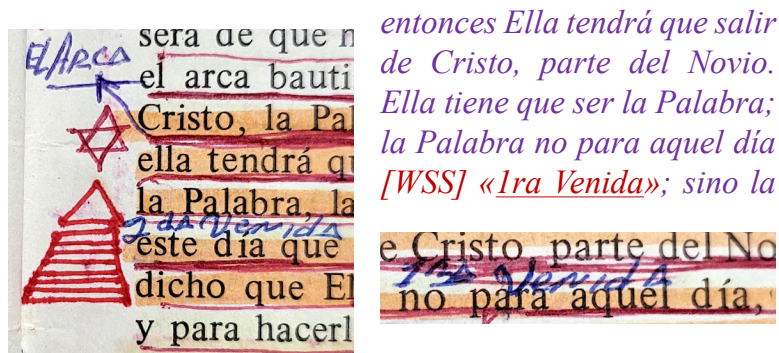 El ARCA
será de que
el arca bauti
Cristo, la Pal
ella tendrá
la Palabra, la
2da Venida
este día que
dicho que El
y para hacerl
entonces Ella tendrá que salir
de Cristo, parte del Novio.
Ella tiene que ser la Palabra;
la Palabra no para aquel día
[WSS] «1ra Venida»; sino la
e Cristo, parte del No
1ra Venida
no para aquel día,